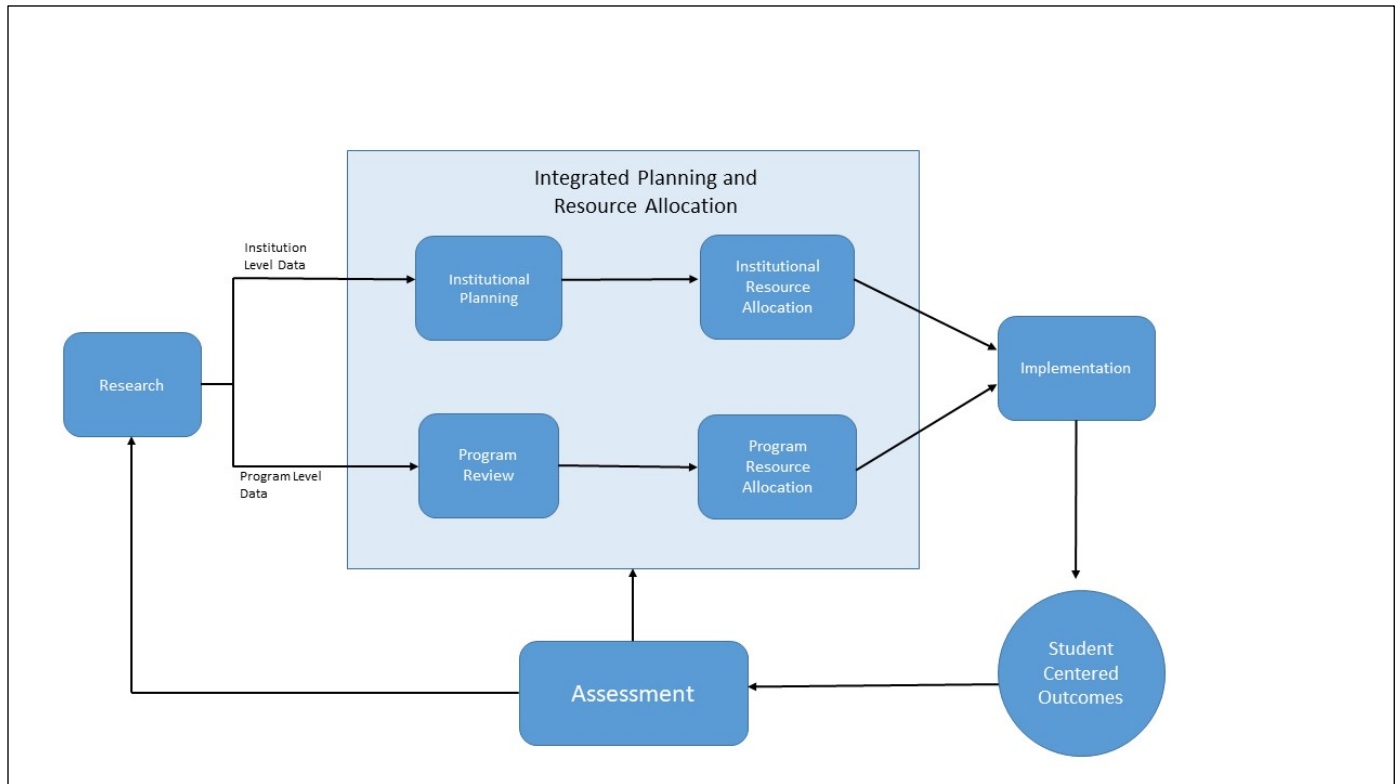 Integrated Planning and
Resource Allocation
Institution
Level Data
Institutional
Planning
Institutional
Resource
Allocation
Research
Implementation
Program Level
Data
Program
Review
Program
Resource
Allocation
Assessment
Student
Centered
Outcomes